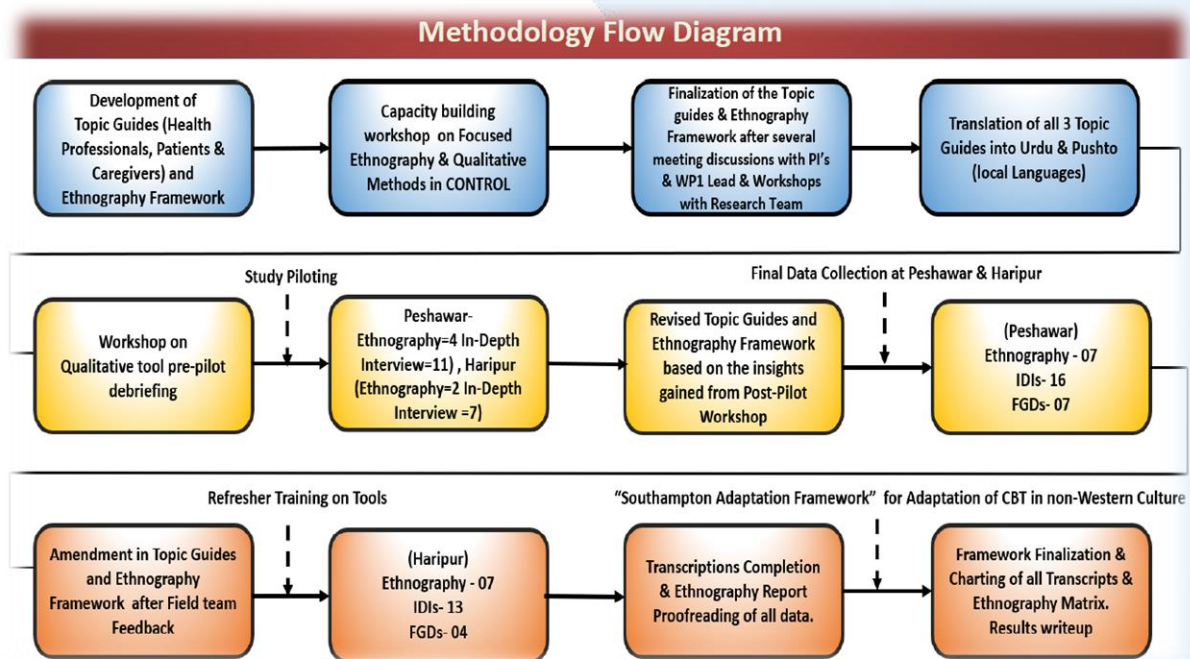 Methodology Flow Diagram
Development of
Topic Guides (Health
Professionals, Patients &
Caregivers) and
Ethnography Framework
Capacity building
workshop on Focused
Ethnography & Qualitative
Methods in CONTROL
Finalization of the Topic
guides & Ethnography
Framework after several
meeting discussions with PI's
& WP1 Lead & Workshops
with Research Team
Translation of all 3 Topic
Guides into Urdu & Pushto
(local Languages)
Study Piloting
Final Data Collection at Peshawar & Haripur
Workshop on
Qualitative tool pre-pilot
debriefing
Peshawar-
Ethnography=4 In-Depth
Interview=11) , Haripur
(Ethnography=2 In-Depth
Interview =7)
Revised Topic Guides and
Ethnography Framework
based on the insights
gained from Post-Pilot
Workshop
(Peshawar)
Ethnography - 07
IDIs- 16
FGDs- 07
Refresher Training on Tools
"Southampton Adaptation Framework" for Adaptation of CBT in non-Western Culture
Amendment in Topic Guides
and Ethnography
Framework after Field team
Feedback
(Haripur)
Ethnography - 07
IDIs- 13
FGDs- 04
Transcriptions Completion
& Ethnography Report
Proofreading of all data.
Framework Finalization &
Charting of all Transcripts &
Ethnography Matrix.
Results writeup